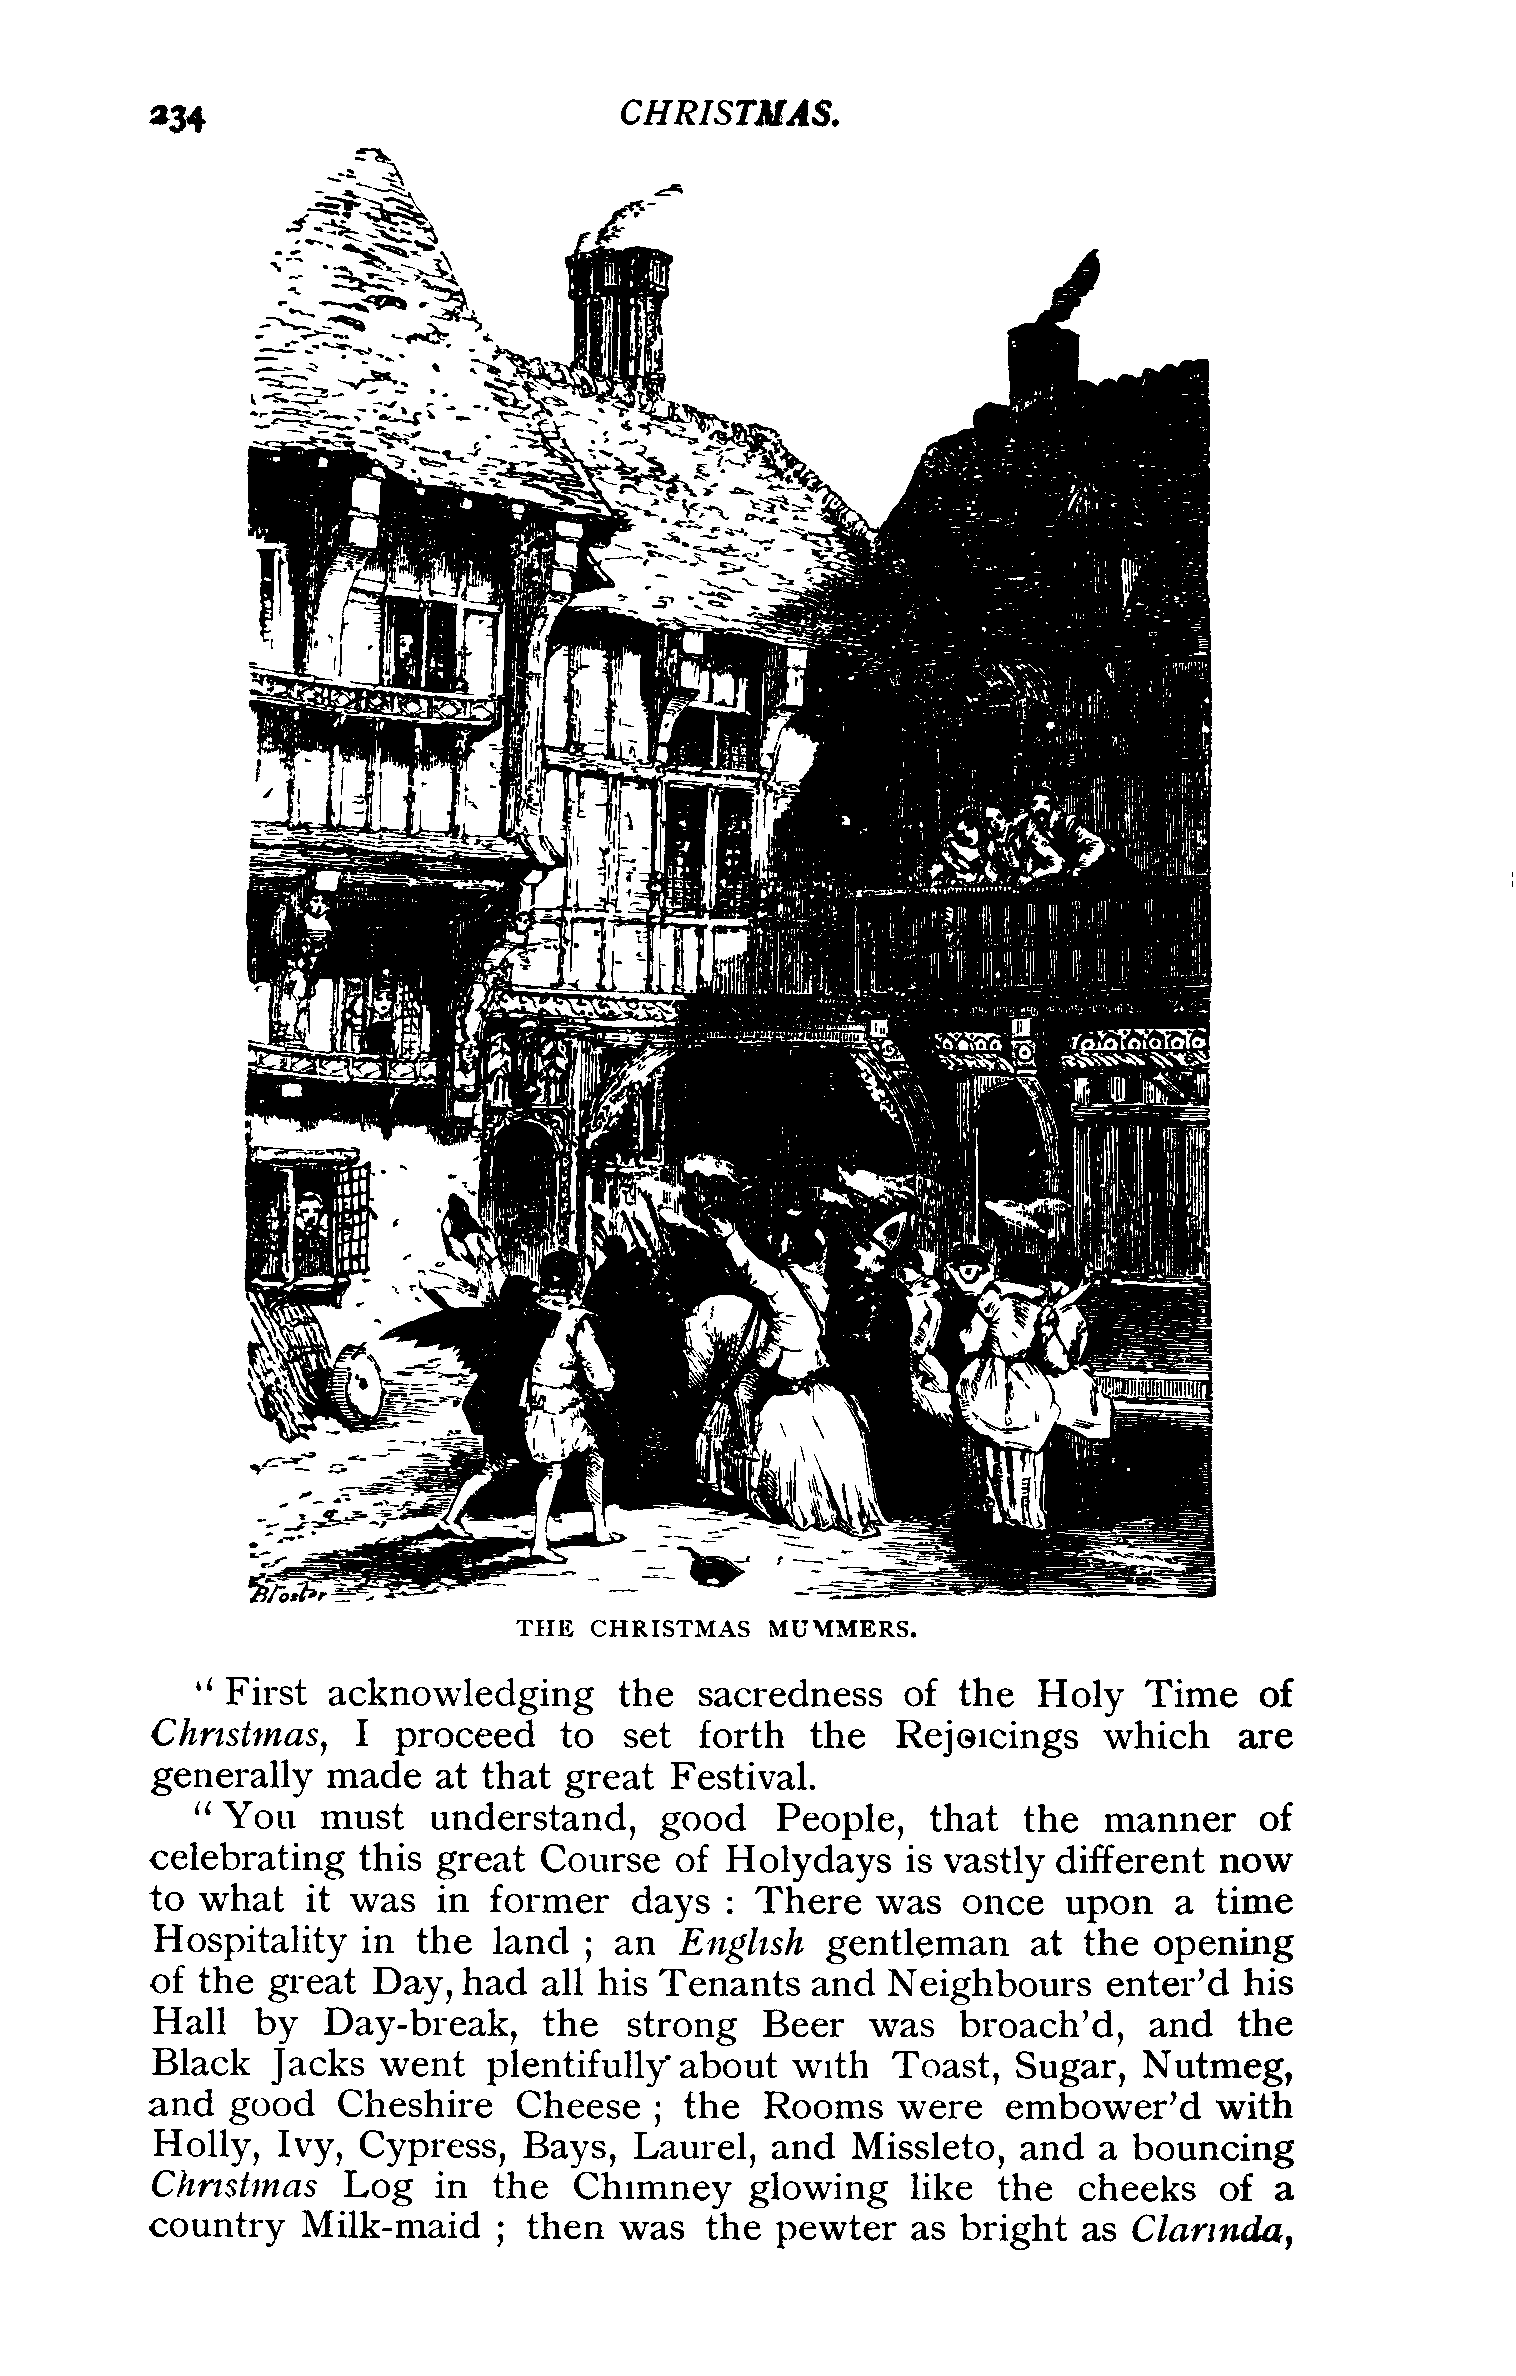 234 CHRISTMAS.
THE CHRISTMAS MUMMERS.
" First acknowledging the sacredness of the Holy Time of
Christmas, I proceed to set forth the Rejoicings which are
generally made at that great Festival.
" You must understand, good People, that the manner of
celebrating this great Course of Holydays is vastly different now
to what it was in former days : There was once upon a time
Hospitality in the land ; an English gentleman at the opening
of the great Day, had all his Tenants and Neighbours enter'd his
Hall by Day-break, the strong Beer was broach'd, and the
Black Jacks went plentifully about with Toast, Sugar, Nutmeg,
and good Cheshire Cheese ; the Rooms were embower'd with
Holly, Ivy, Cypress, Bays, Laurel, and Missleto, and a bouncing
Christmas Log in the Chimney glowing like the cheeks of a
country Milk-maid ; then was the pewter as bright as Clarinda,